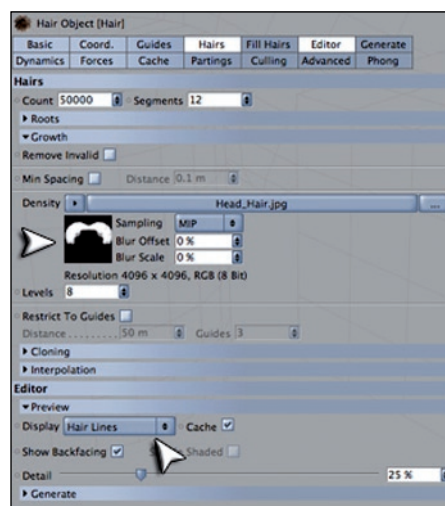 Hair Object [Hair]
Basic Coord. Guides Hairs Fill Hairs Editor Generate
Dynamics Forces Cache Partings Culling Advanced Phong
Hairs
Count 50000 Segments 12
Roots
Growth
Remove Invalid
Min Spacing Distance 0.1 m
Density Head_Hair.jpg ...
Sampling MIP
Blur Offset 0 %
Blur Scale 0 %
Resolution 4096 x 4096, RGB (8 Bit)
Levels 8
Restrict To Guides
Distance . . . . . . . . . 50 m Guides 3
Cloning
Interpolation
Editor
Preview
Display Hair Lines Cache
Show Backfacing Shaded
Detail 25 %
Generate